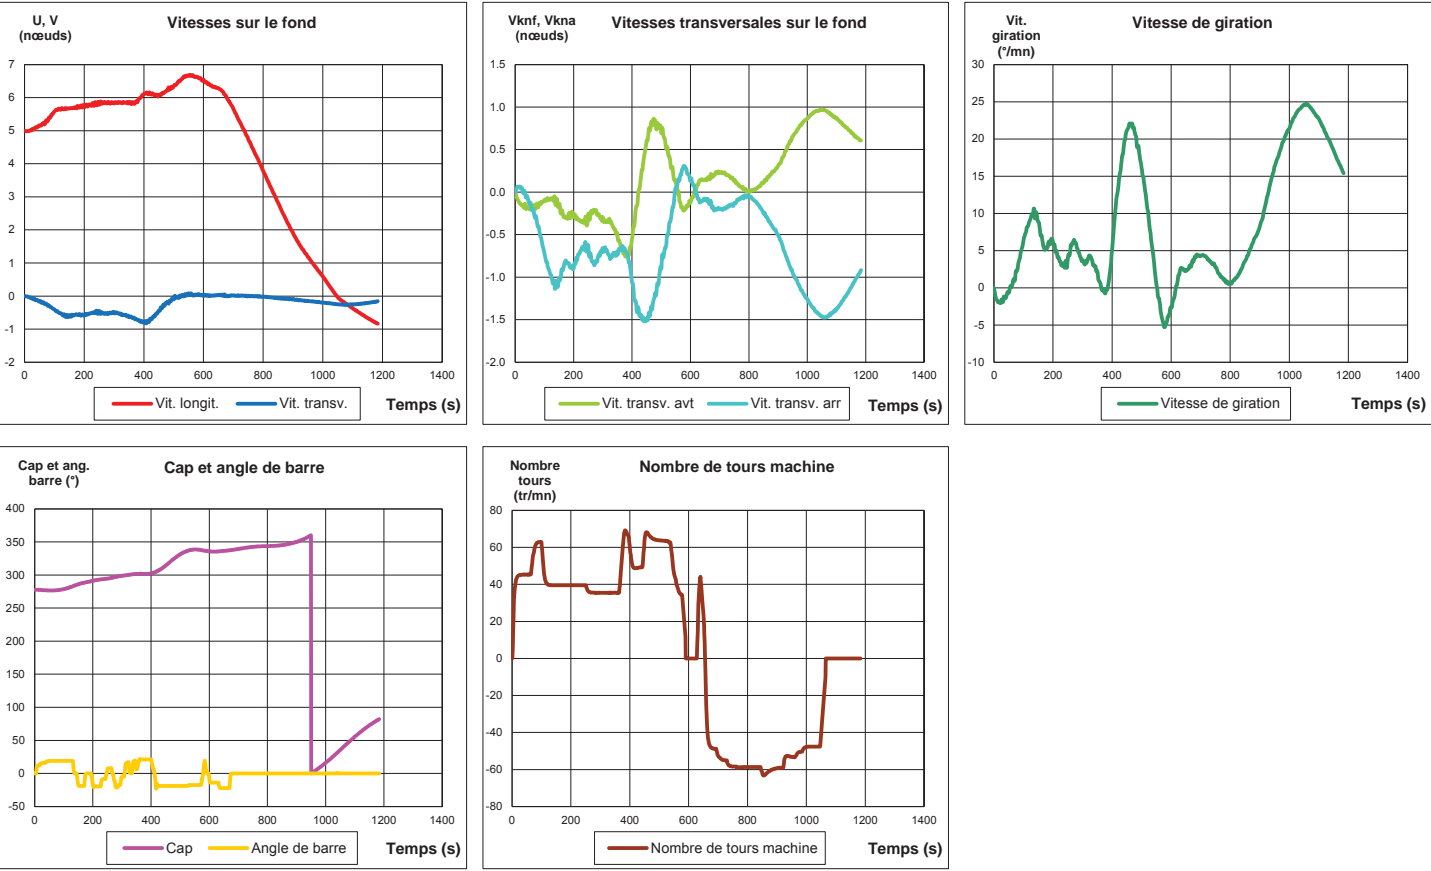 U, V
(nœuds)
Vitesses sur le fond
7
6
5
4
3
2
1
0
-1
-2
0 200 400 600 800 1000 1200 1400
Vit. longit. Vit. transv.
Temps (s)
Vknf, Vkna
(nœuds)
Vitesses transversales sur le fond
1.5
1.0
0.5
0.0
-0.5
-1.0
-1.5
-2.0
0 200 400 600 800 1000 1200 1400
Vit. transv. avt Vit. transv. arr
Temps (s)
Vit.
giration
(°/mn)
Vitesse de giration
30
25
20
15
10
5
0
-5
-10
0 200 400 600 800 1000 1200 1400
Vitesse de giration
Temps (s)
Cap et ang.
barre (°)
Cap et angle de barre
400
350
300
250
200
150
100
50
0
-50
0 200 400 600 800 1000 1200 1400
Cap Angle de barre
Temps (s)
Nombre
tours
(tr/mn)
Nombre de tours machine
80
60
40
20
0
-20
-40
-60
-80
0 200 400 600 800 1000 1200 1400
Nombre de tours machine
Temps (s)